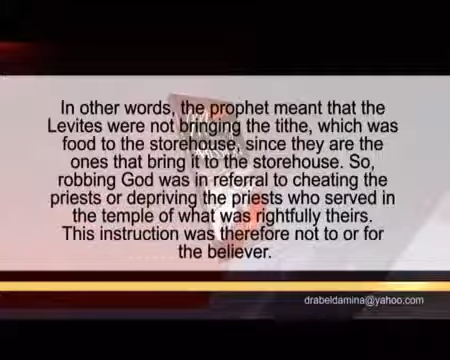 In other words, the prophet meant that the
Levites were not bringing the tithe, which was
food to the storehouse, since they are the
ones that bring it to the storehouse. So,
robbing God was in referral to cheating the
priests or depriving the priests who served in
the temple of what was rightfully theirs.
This instruction was therefore not to or for
the believer.
drabeldamina@yahoo.com